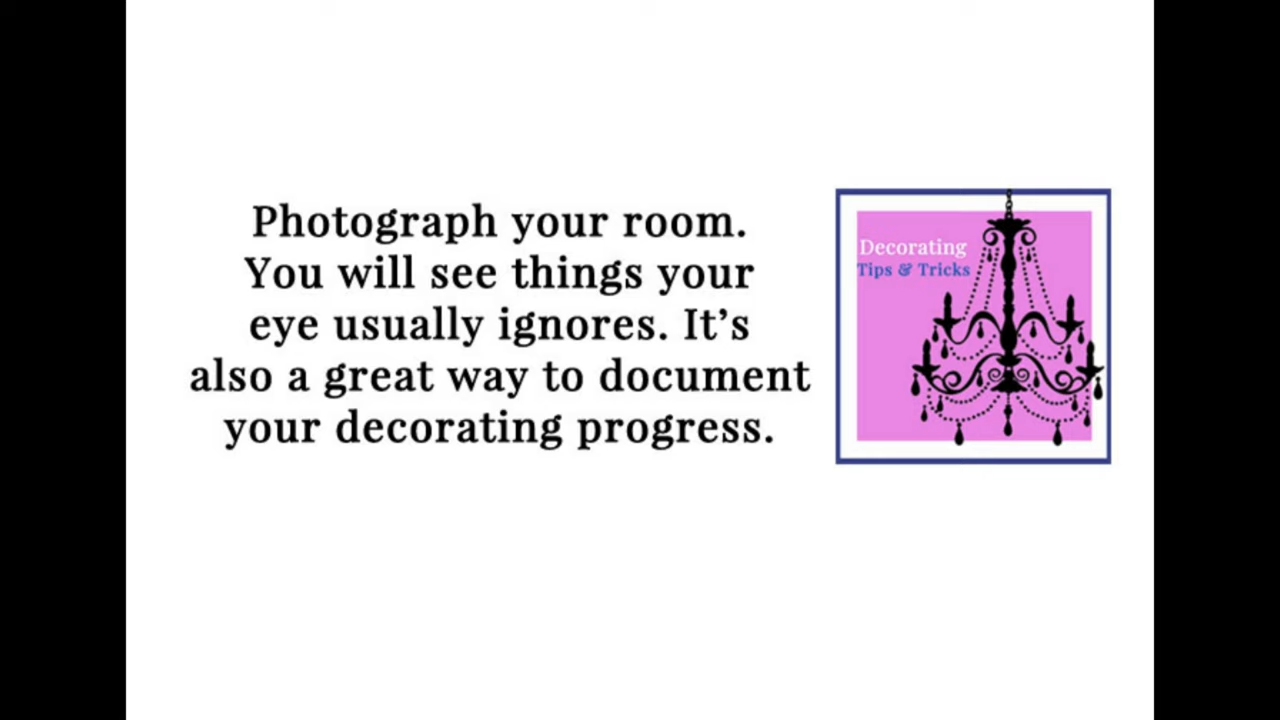 Photograph your room.
You will see things your
eye usually ignores. It’s
also a great way to document
your decorating progress.
Decorating
Tips & Tricks